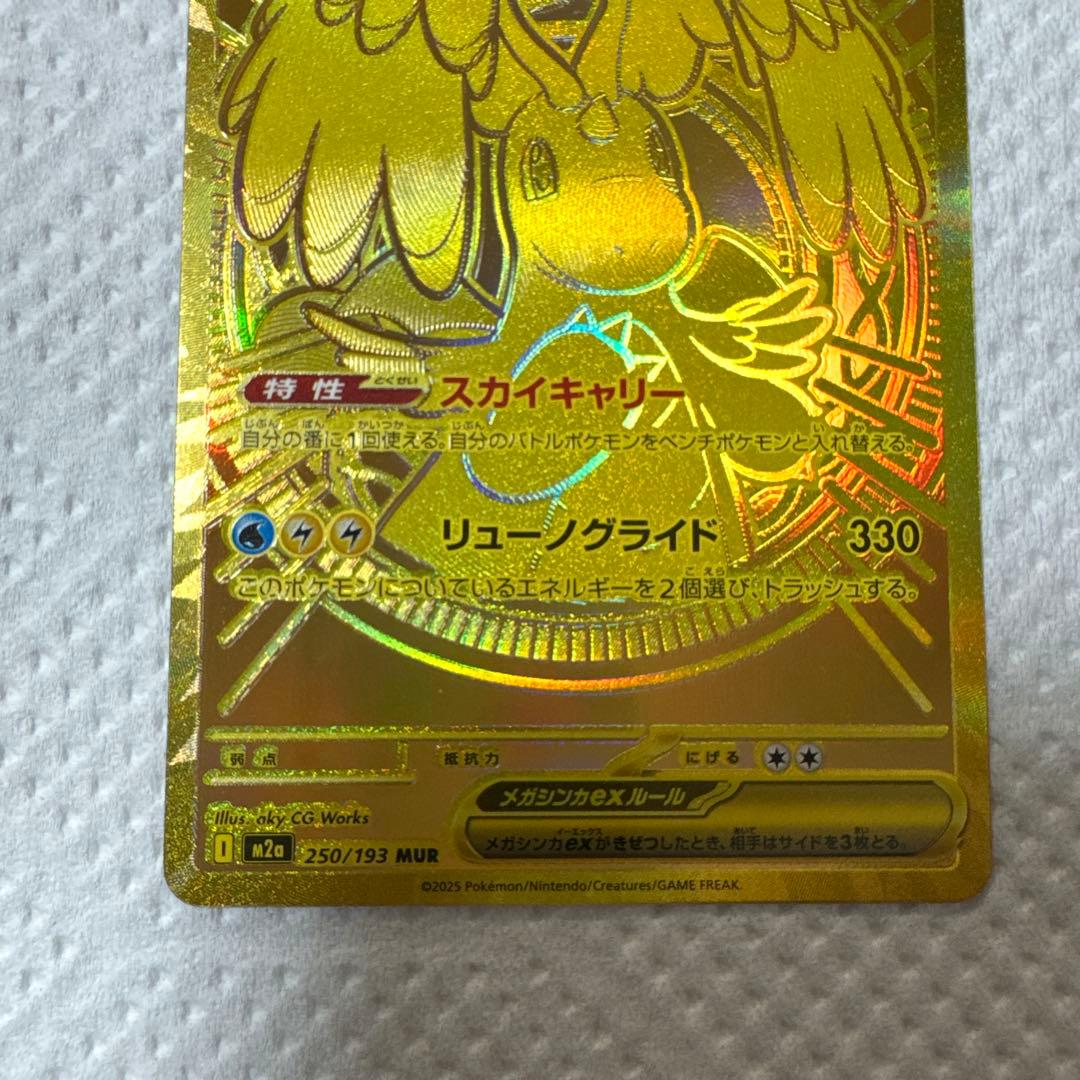 特性 とくせい スカイキャリー
自分の番に1回使える。自分のバトルポケモンをベンチポケモンと入れ替える。
リューノグライド 330
このポケモンについているエネルギーを2個選び、トラッシュする。
弱点 抵抗力 にげる
メガシンカexルール
メガシンカexがきぜつしたとき、相手はサイドを3枚とる。
Illus. aky CG Works
I M2a 250/193 MUR
©2025 Pokémon/Nintendo/Creatures/GAME FREAK.